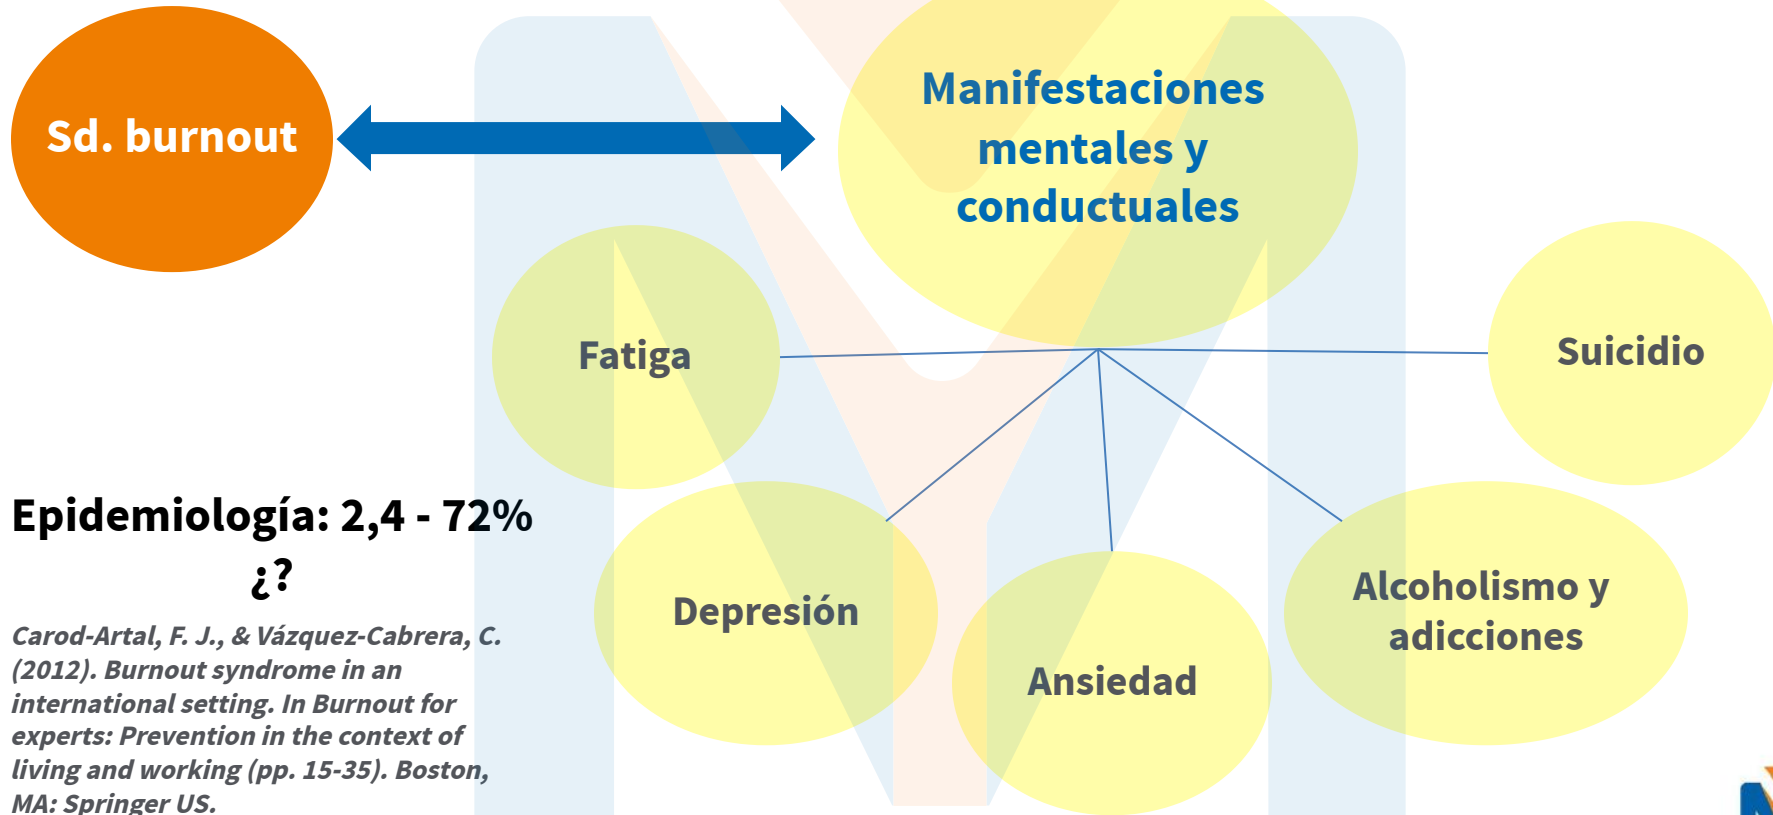 Sd. burnout
Manifestaciones
mentales y
conductuales
Fatiga
Suicidio
Depresión
Ansiedad
Alcoholismo y
adicciones
Epidemiología: 2,4 - 72%
¿?
Carod-Artal, F. J., & Vázquez-Cabrera, C.
(2012). Burnout syndrome in an
international setting. In Burnout for
experts: Prevention in the context of
living and working (pp. 15-35). Boston,
MA: Springer US.